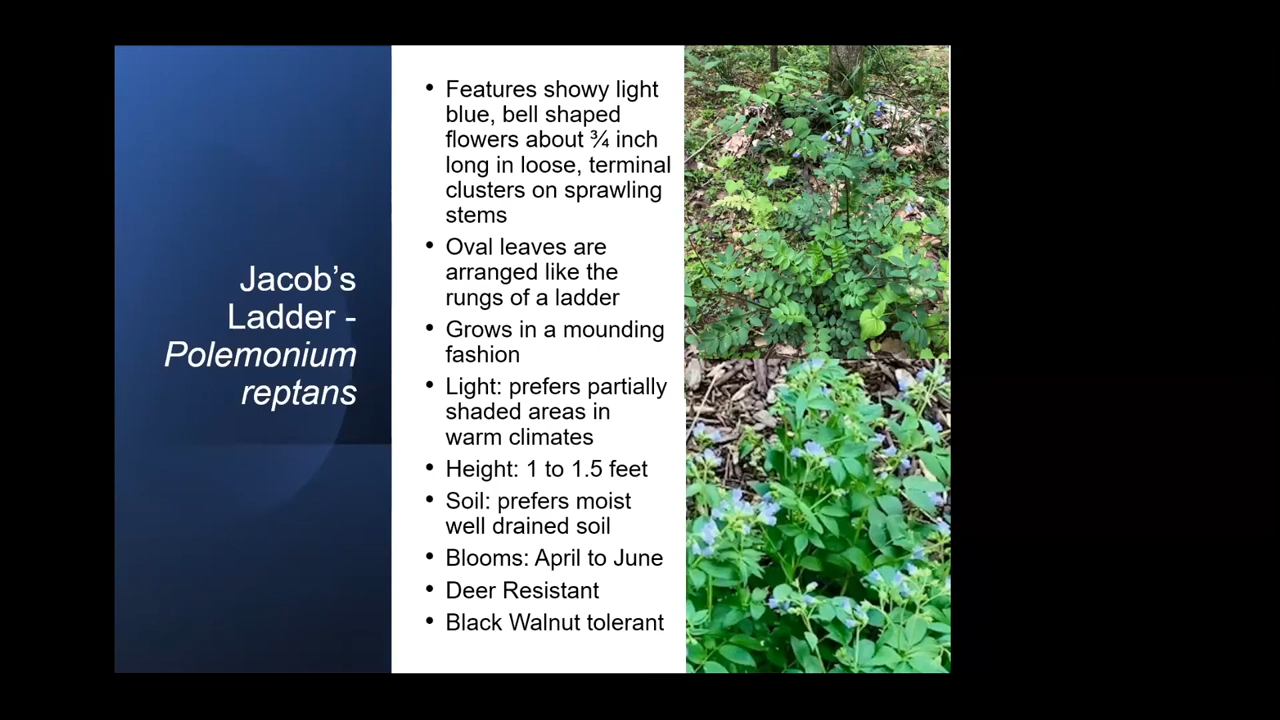 Jacob’s
Ladder -
Polemonium
reptans
• Features showy light
blue, bell shaped
flowers about ¾ inch
long in loose, terminal
clusters on sprawling
stems
• Oval leaves are
arranged like the
rungs of a ladder
• Grows in a mounding
fashion
• Light: prefers partially
shaded areas in
warm climates
• Height: 1 to 1.5 feet
• Soil: prefers moist
well drained soil
• Blooms: April to June
• Deer Resistant
• Black Walnut tolerant